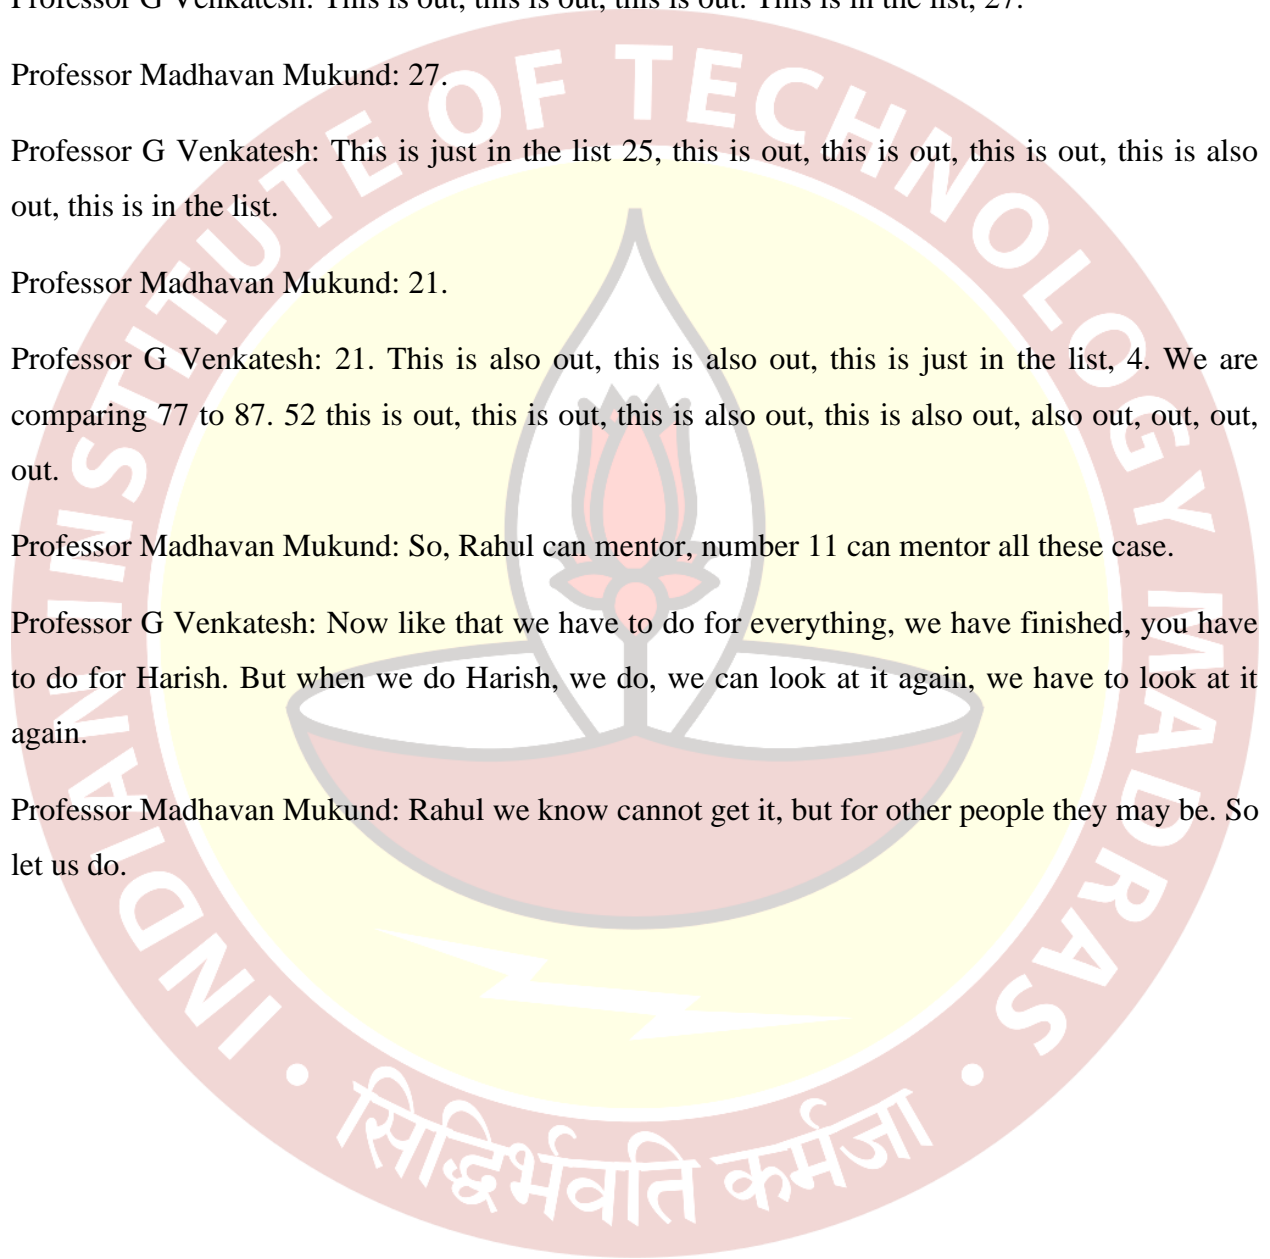 Professor G Venkatesh: This is out, this is out, this is out. This is in the list, 27.
Professor Madhavan Mukund: 27.
Professor G Venkatesh: This is just in the list 25, this is out, this is out, this is out, this is also
out, this is in the list.
Professor Madhavan Mukund: 21.
Professor G Venkatesh: 21. This is also out, this is also out, this is just in the list, 4. We are
comparing 77 to 87. 52 this is out, this is out, this is also out, this is also out, also out, out, out,
out.
Professor Madhavan Mukund: So, Rahul can mentor, number 11 can mentor all these case.
Professor G Venkatesh: Now like that we have to do for everything, we have finished, you have
to do for Harish. But when we do Harish, we do, we can look at it again, we have to look at it
again.
Professor Madhavan Mukund: Rahul we know cannot get it, but for other people they may be. So
let us do.
INDIAN INSTITUTE OF TECHNOLOGY MADRAS
सिद्धिर्भवति कर्मजा